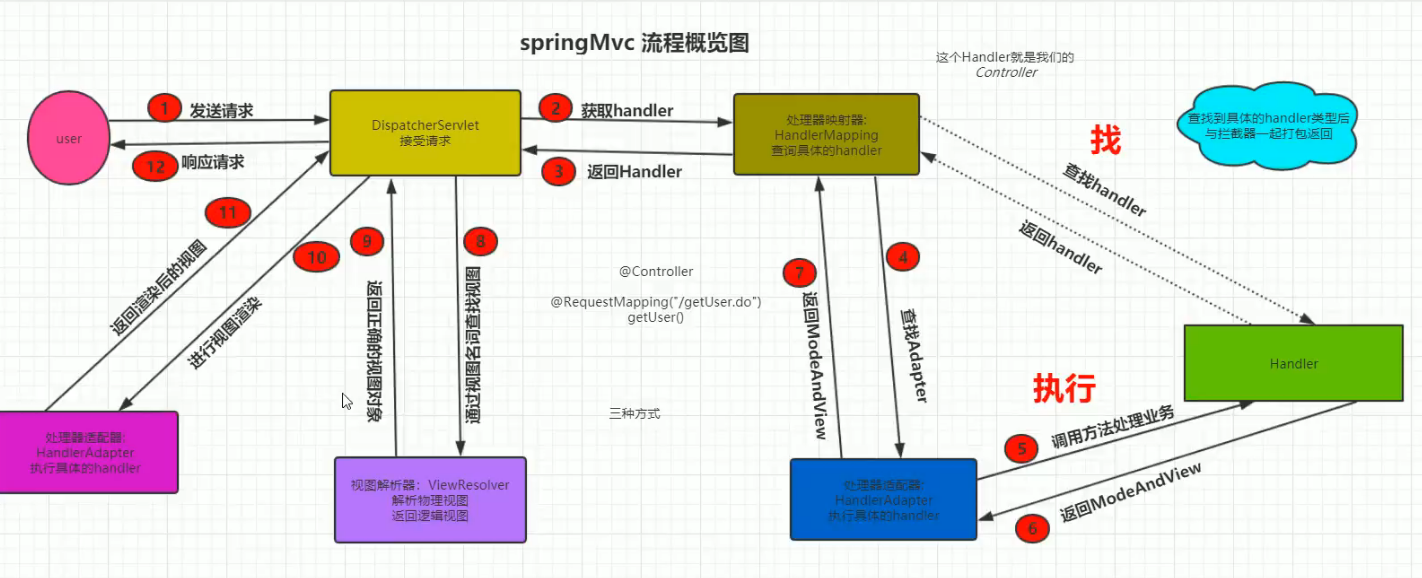 springMvc 流程概览图
这个Handler就是我们的
Controller
user
1
发送请求
12
响应请求
DispatcherServlet
接受请求
2
获取handler
3
返回Handler
处理器映射器:
HandlerMapping
查询具体的handler
找
查找到具体的handler类型后
与拦截器一起打包返回
查找handler
返回handler
11
返回渲染后的视图
10
进行视图渲染
9
返回正确的视图对象
8
通过视图名词查找视图
@Controller
@RequestMapping("/getUser.do")
getUser()
三种方式
7
返回ModeAndView
4
查找Adapter
执行
Handler
5
调用方法处理业务
6
返回ModeAndView
处理器适配器:
HandlerAdapter
执行具体的handler
视图解析器：ViewResolver
解析物理视图
返回逻辑视图
处理器适配器:
HandlerAdapter
执行具体的handler